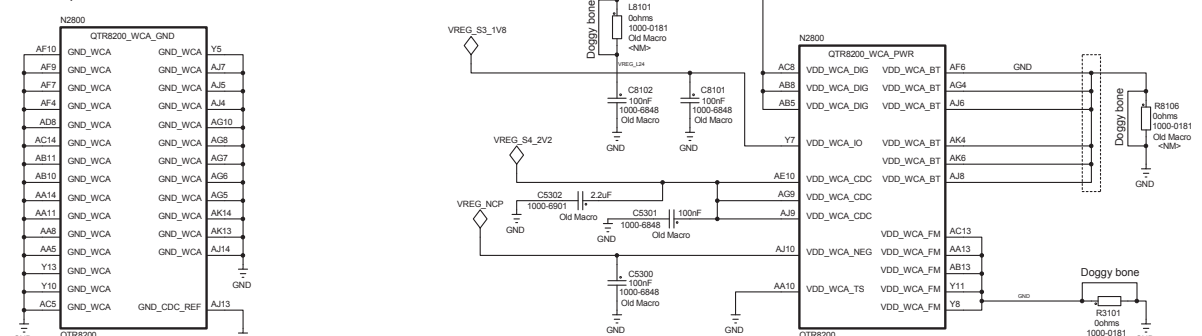 N2800
QTR8200_WCA_GND
AF10 GND_WCA GND_WCA Y5
AF9 GND_WCA GND_WCA AJ7
AF7 GND_WCA GND_WCA AJ5
AF4 GND_WCA GND_WCA AJ4
AD8 GND_WCA GND_WCA AG10
AC14 GND_WCA GND_WCA AG8
AB11 GND_WCA GND_WCA AG7
AB10 GND_WCA GND_WCA AG6
AA14 GND_WCA GND_WCA AG5
AA11 GND_WCA GND_WCA AK14
AA8 GND_WCA GND_WCA AK13
AA5 GND_WCA GND_WCA AJ14
Y13 GND_WCA
Y10 GND_WCA
AC5 GND_WCA GND_CDC_REF AJ13
GND
QTR8200
Doggy bone
L8101
0ohms
1000-0181
Old Macro
<NM>
VREG_S3_1V8
VREG_L24
C8102
100nF
1000-6848
Old Macro
GND
C8101
100nF
1000-6848
Old Macro
GND
VREG_S4_2V2
C5302 2.2uF
1000-6901
Old Macro
GND
C5301 100nF
1000-6848
Old Macro
GND
VREG_NCP
C5300
100nF
1000-6848
Old Macro
GND
GND
N2800
QTR8200_WCA_PWR
AC8 VDD_WCA_DIG VDD_WCA_BT AF6 GND
AB8 VDD_WCA_DIG VDD_WCA_BT AG4
AB5 VDD_WCA_DIG VDD_WCA_BT AJ6
Y7 VDD_WCA_IO VDD_WCA_BT AK4
VDD_WCA_BT AK6
AE10 VDD_WCA_CDC VDD_WCA_BT AJ8
AG9 VDD_WCA_CDC
AJ9 VDD_WCA_CDC
VDD_WCA_FM AC13
AJ10 VDD_WCA_NEG VDD_WCA_FM AA13
VDD_WCA_FM AB13
AA10 VDD_WCA_TS VDD_WCA_FM Y11
VDD_WCA_FM Y8
QTR8200
Doggy bone
R8106
0ohms
1000-0181
Old Macro
<NM>
GND
Doggy bone
GND
R3101
0ohms
1000-0181